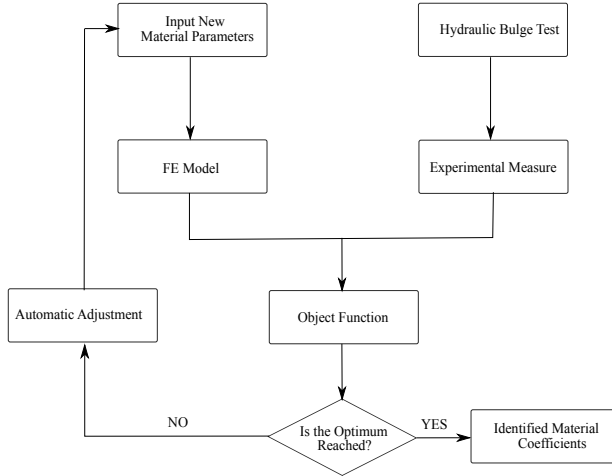 Input New
Material Parameters
Hydraulic Bulge Test
FE Model
Experimental Measure
Automatic Adjustment
Object Function
NO
Is the Optimum
Reached?
YES
Identified Material
Coefficients